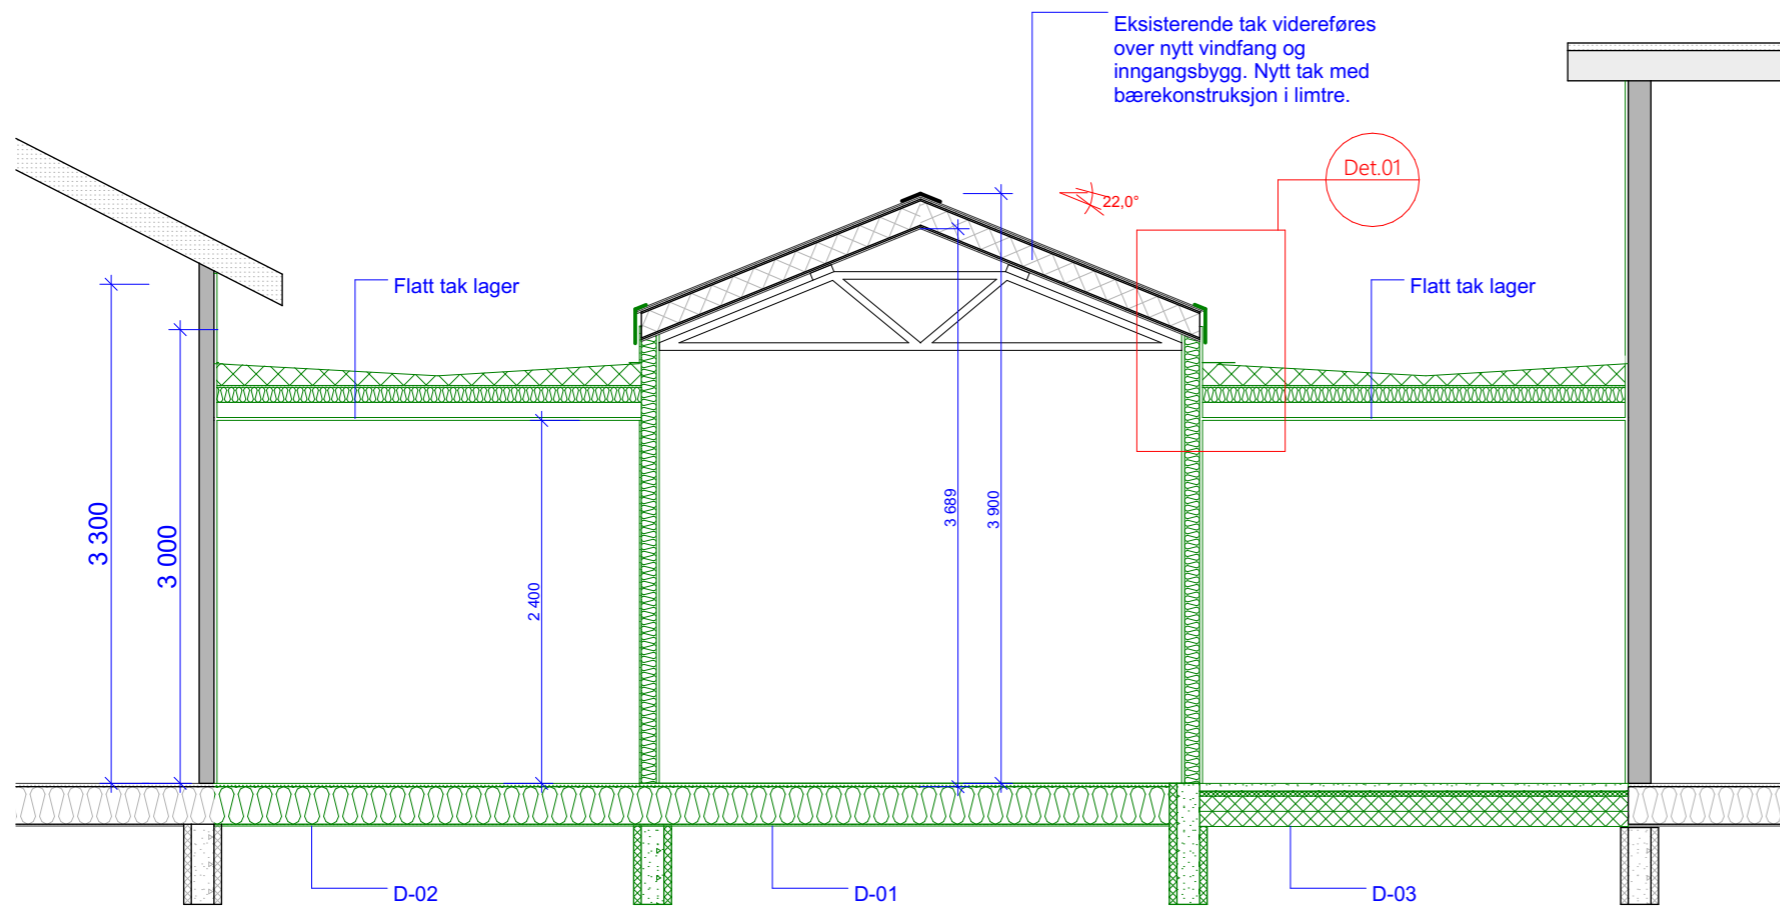 Eksisterende tak videreføres
over nytt vindfang og
inngangsbygg. Nytt tak med
bærekonstruksjon i limtre.
Det.01
22,0°
Flatt tak lager
Flatt tak lager
3 300
3 000
2 400
3 689
3 900
D-02
D-01
D-03